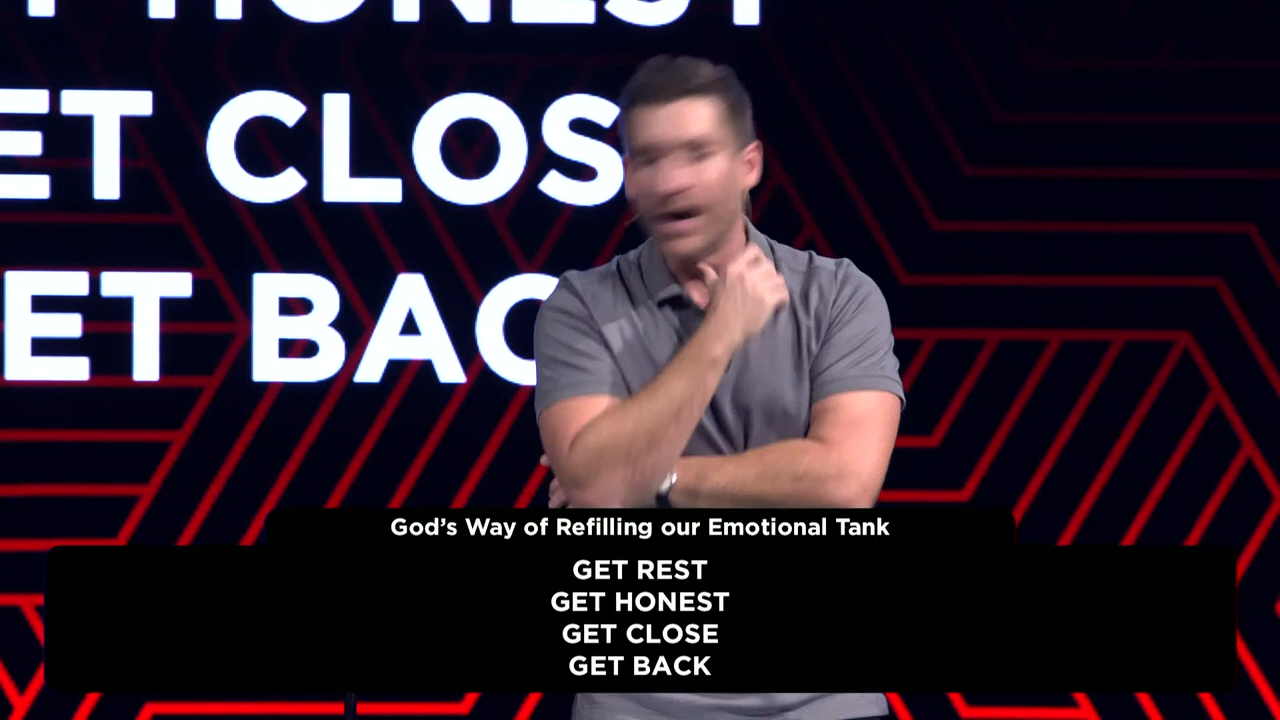 HONEST
ET CLOS
ET BAC
God's Way of Refilling our Emotional Tank
GET REST
GET HONEST
GET CLOSE
GET BACK